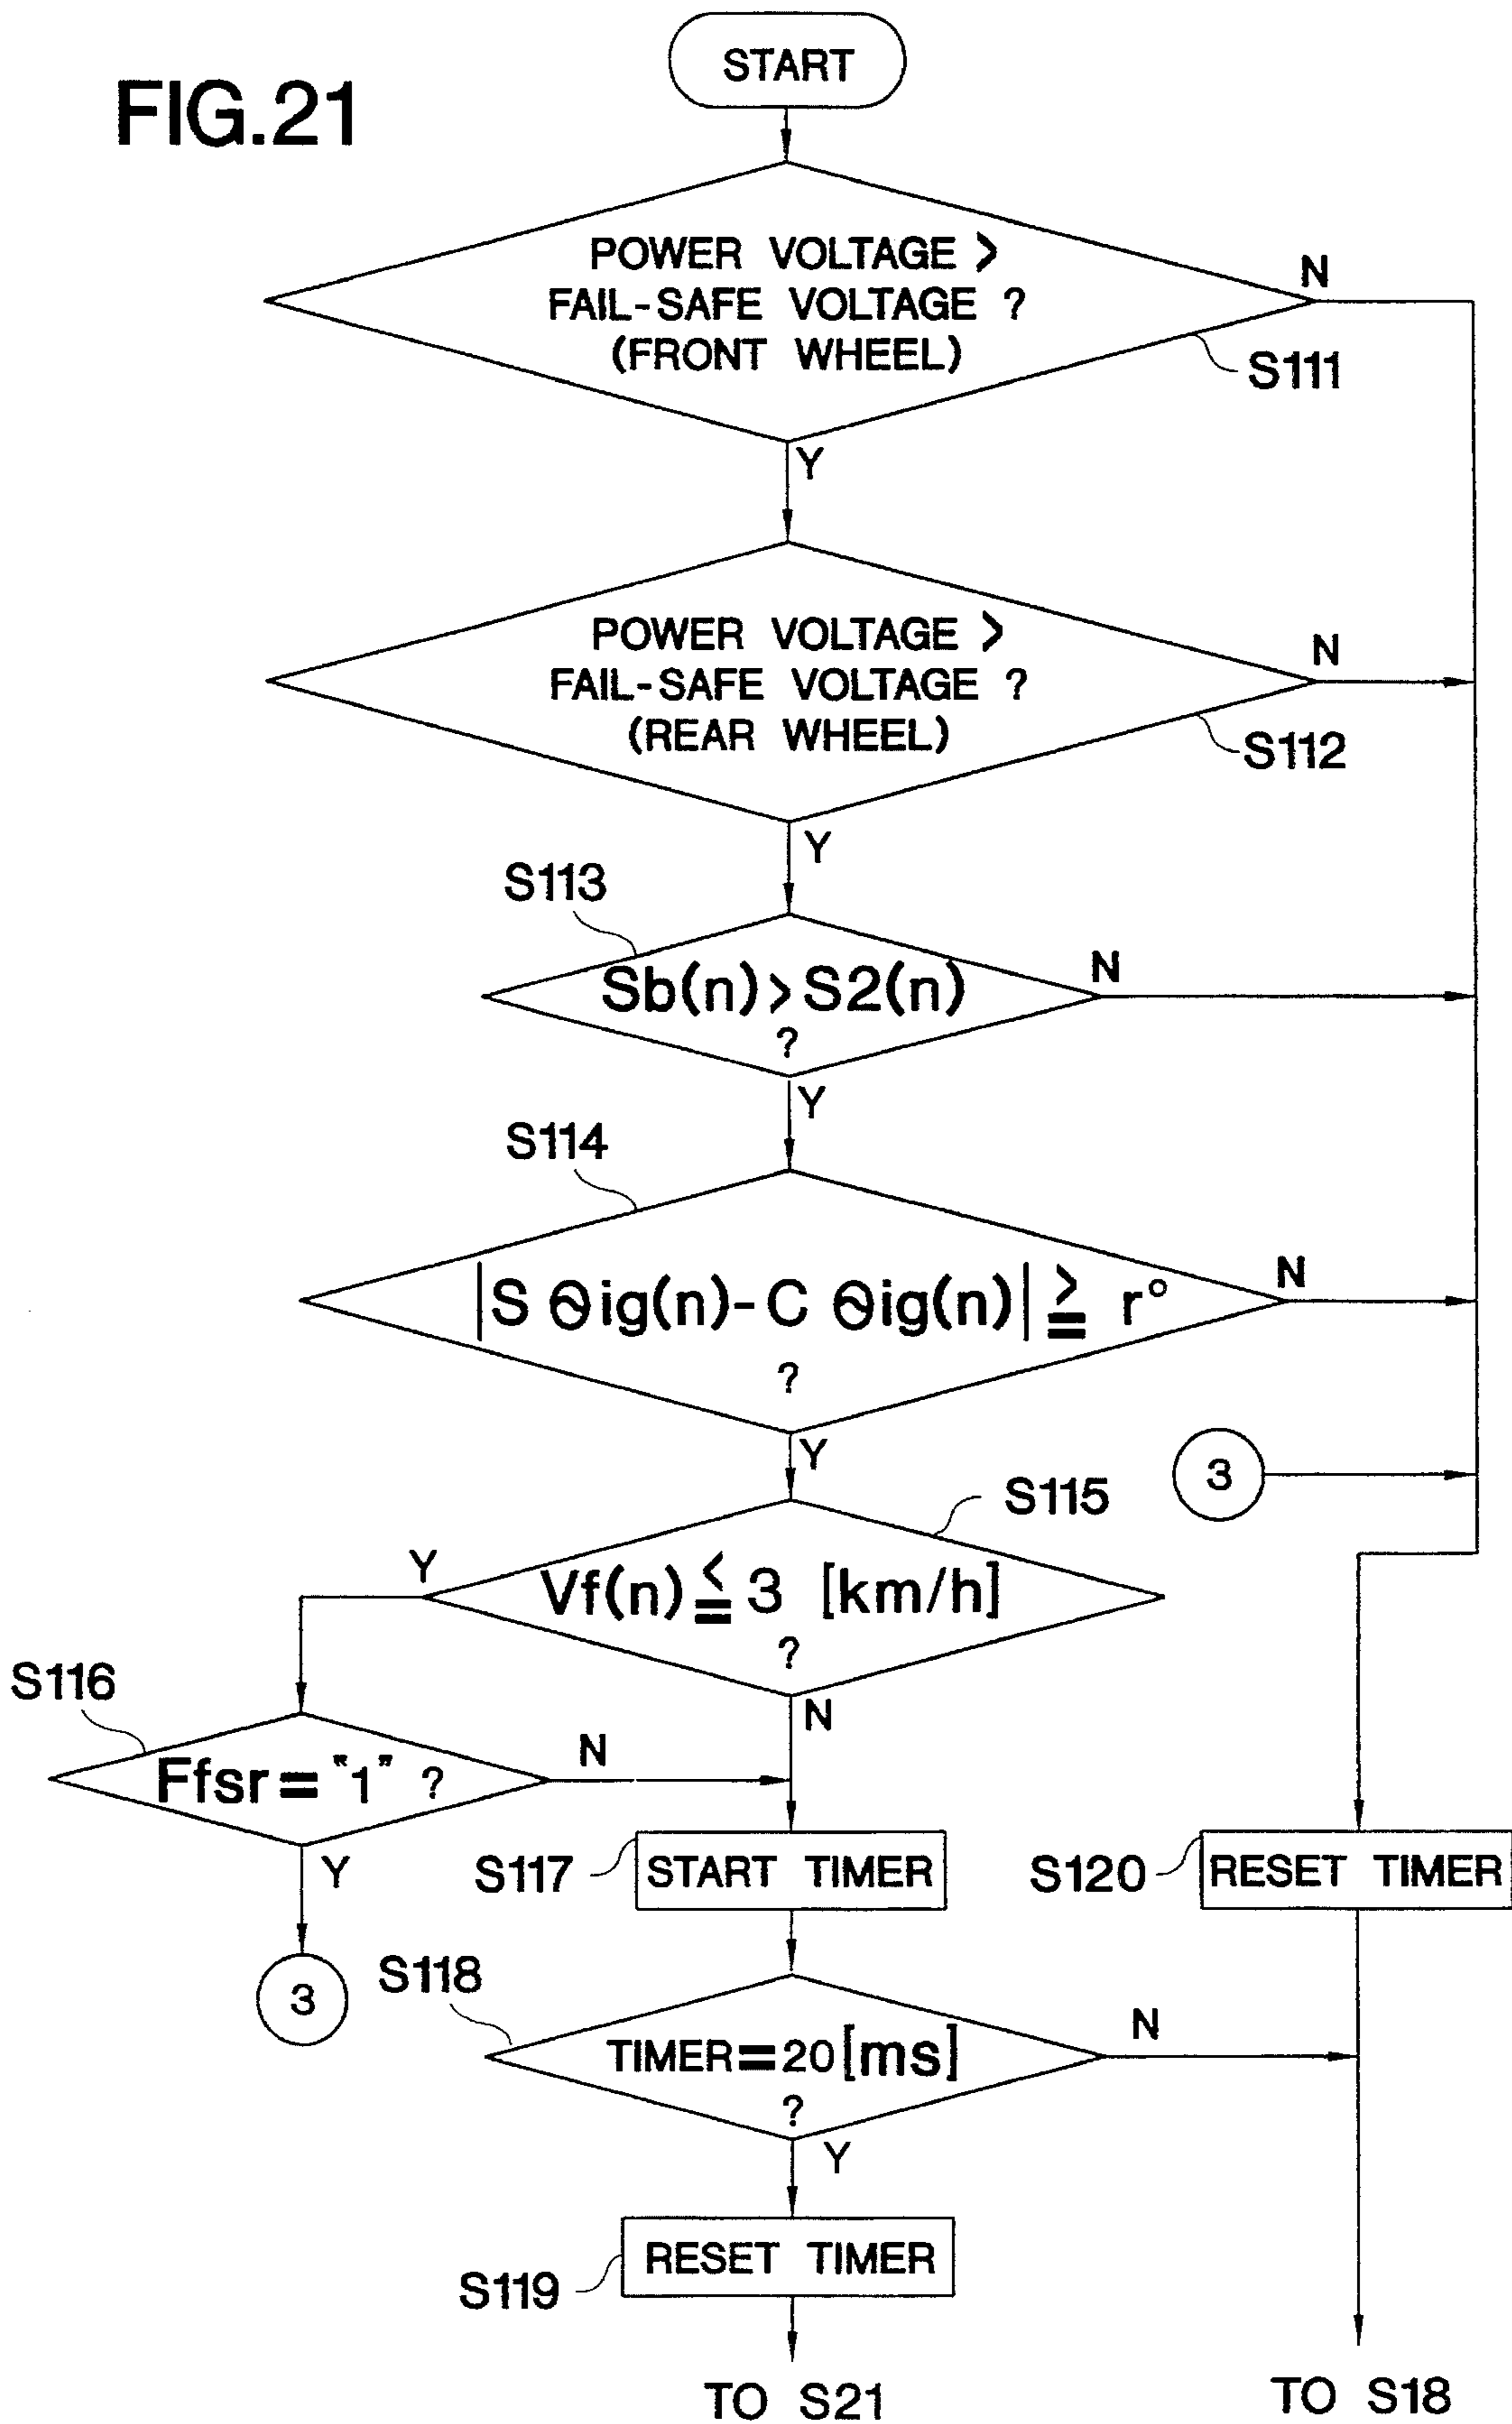 FIG.21
START
POWER VOLTAGE >
FAIL-SAFE VOLTAGE ?
(FRONT WHEEL)
N
S111
Y
POWER VOLTAGE >
FAIL-SAFE VOLTAGE ?
(REAR WHEEL)
N
S112
Y
S113
Sb(n)>S2(n)
?
N
Y
S114
|S Θig(n)-C Θig(n)| ≧ r°
?
N
Y
3
S115
Y
Vf(n)≦3 [km/h]
?
N
S116
Ffsr="1" ?
N
Y
3
S117
START TIMER
S120
RESET TIMER
S118
TIMER=20[ms]
?
N
Y
S119
RESET TIMER
TO S21
TO S18